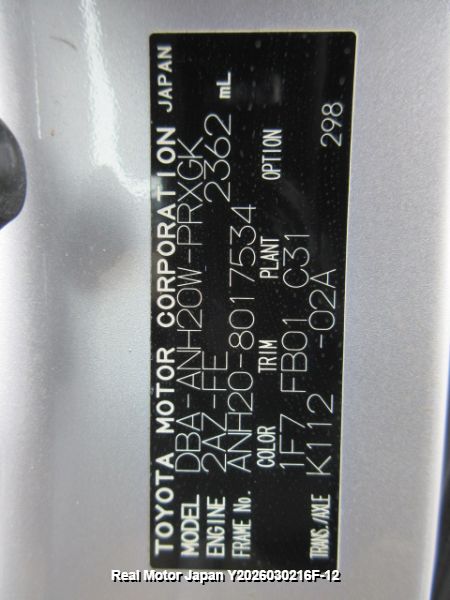 TOYOTA MOTOR CORPORATION JAPAN
MODEL DBA-ANH20W-PRXGK
ENGINE 2AZ-FE 2362 mL
FRAME No. ANH20-8017534
COLOR TRIM PLANT OPTION
1F7 FB01 C31
TRANS./AXLE K112 -02A 298
Real Motor Japan Y2026030216F-12